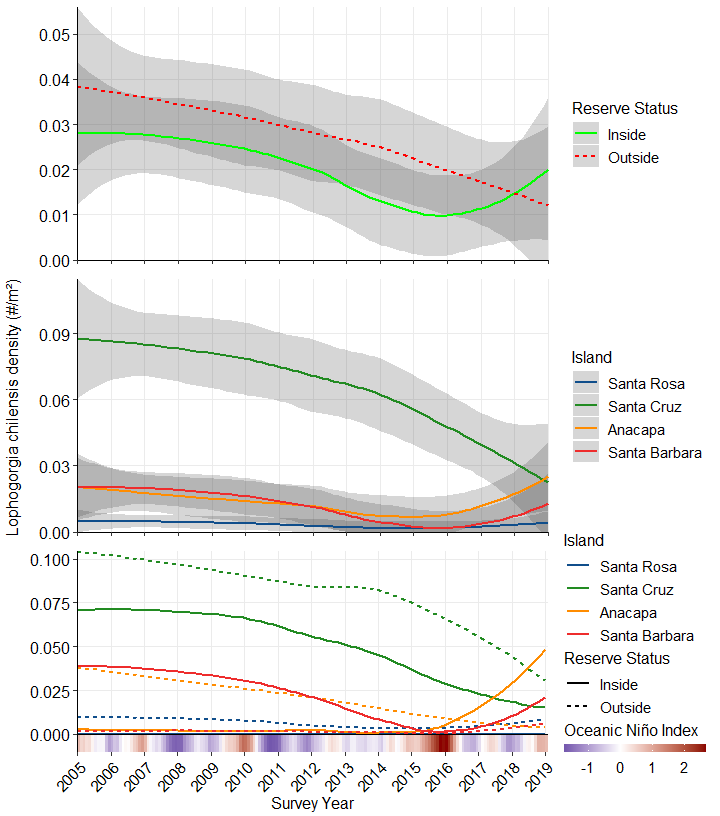 0.05
0.04
0.03
0.02
0.01
0.00
Reserve Status
Inside
Outside
Lophogorgia chilensis density (#/m²)
0.09
0.06
0.03
0.00
Island
Santa Rosa
Santa Cruz
Anacapa
Santa Barbara
0.100
0.075
0.050
0.025
0.000
Island
Santa Rosa
Santa Cruz
Anacapa
Santa Barbara
Reserve Status
Inside
Outside
Oceanic Niño Index
-1 0 1 2
2005 2006 2007 2008 2009 2010 2011 2012 2013 2014 2015 2016 2017 2018 2019
Survey Year